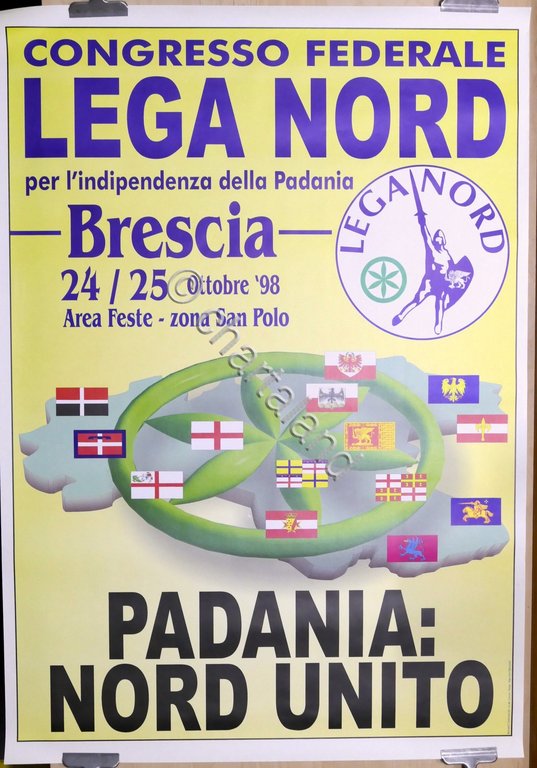 CONGRESSO FEDERALE
LEGA NORD
per l'indipendenza della Padania
LEGA NORD
Brescia
24 / 25 Ottobre '98
Area Feste - zona San Polo
© chartaland
PADANIA:
NORD UNITO